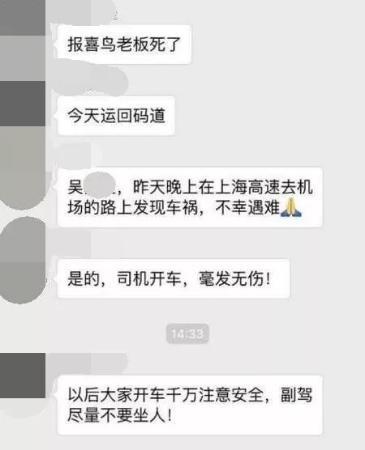 报喜鸟老板死了
今天运回码道
吴，昨天晚上在上海高速去机
场的路上发现车祸，不幸遇难🙏
是的，司机开车，毫发无伤！
14:33
以后大家开车千万注意安全，副驾
尽量不要坐人！